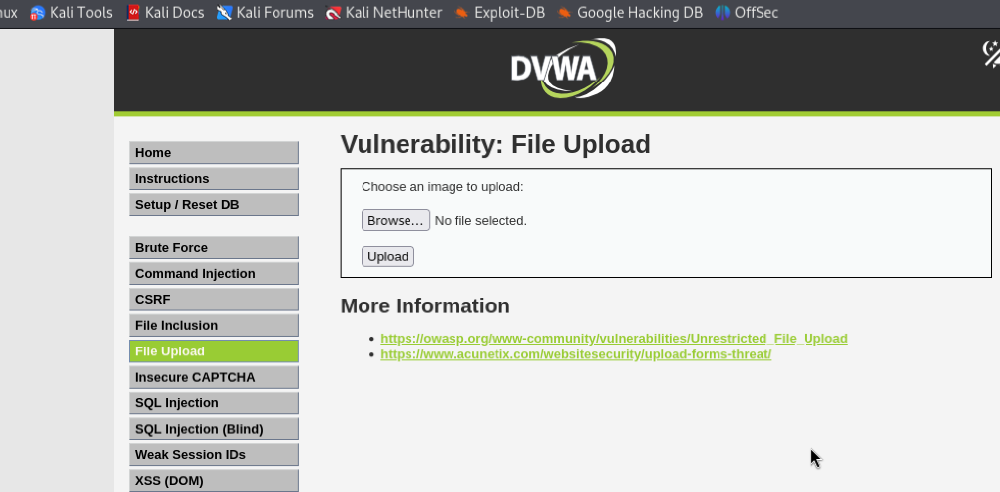 Kali Tools Kali Docs Kali Forums Kali NetHunter Exploit-DB Google Hacking DB OffSec
DVWA
Vulnerability: File Upload
Home
Instructions
Setup / Reset DB
Brute Force
Command Injection
CSRF
File Inclusion
File Upload
Insecure CAPTCHA
SQL Injection
SQL Injection (Blind)
Weak Session IDs
XSS (DOM)
Choose an image to upload:
Browse... No file selected.
Upload
More Information
https://owasp.org/www-community/vulnerabilities/Unrestricted_File_Upload
https://www.acunetix.com/websitesecurity/upload-forms-threat/